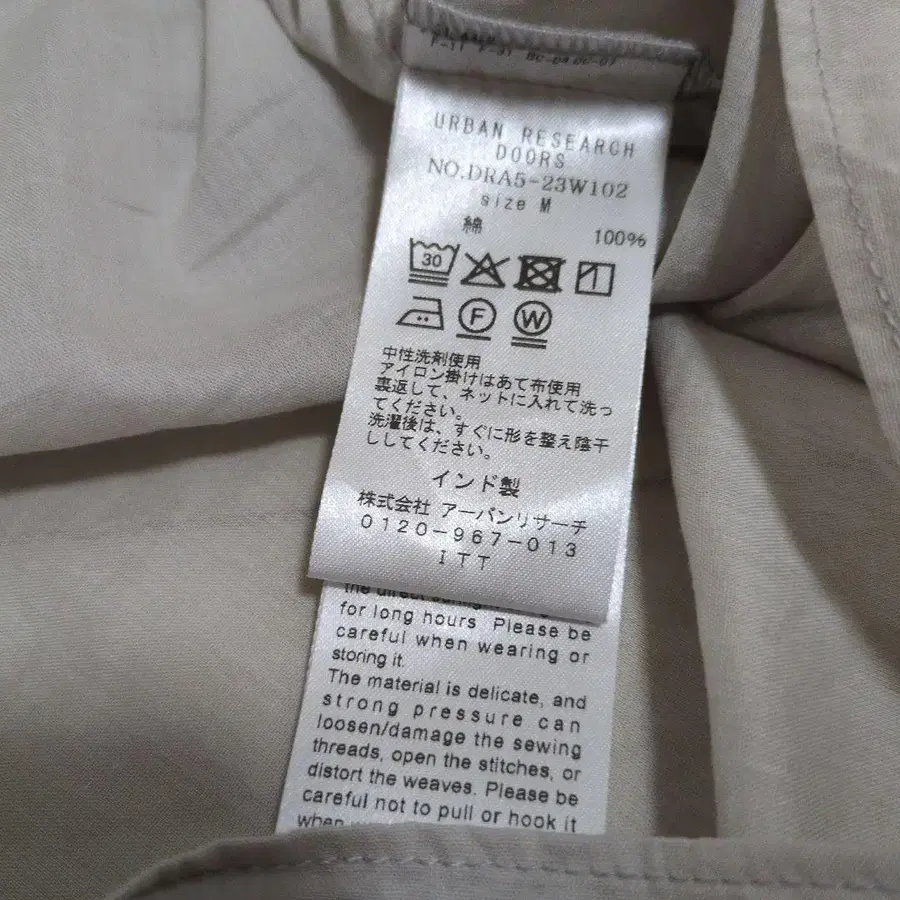 URBAN RESEARCH
DOORS
NO.DRA5-23W102
size M
綿 100%
30
F W
中性洗剤使用
アイロン掛けはあて布使用
裏返して、ネットに入れて洗っ
てください。
洗濯後は、すぐに形を整え陰干
ししてください。
インド製
株式会社 アーバンリサーチ
0120-967-013
ITT
the direct
for long hours. Please be
careful when wearing or
storing it.
The material is delicate, and
strong pressure can
loosen/damage the sewing
threads, open the stitches, or
distort the weaves. Please be
careful not to pull or hook it
when